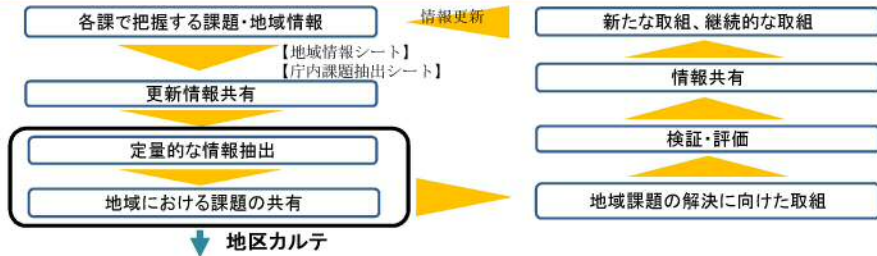 各課で把握する課題・地域情報
情報更新
新たな取組、継続的な取組
【地域情報シート】
【庁内課題抽出シート】
更新情報共有
情報共有
定量的な情報抽出
検証・評価
地域における課題の共有
地域課題の解決に向けた取組
地区カルテ